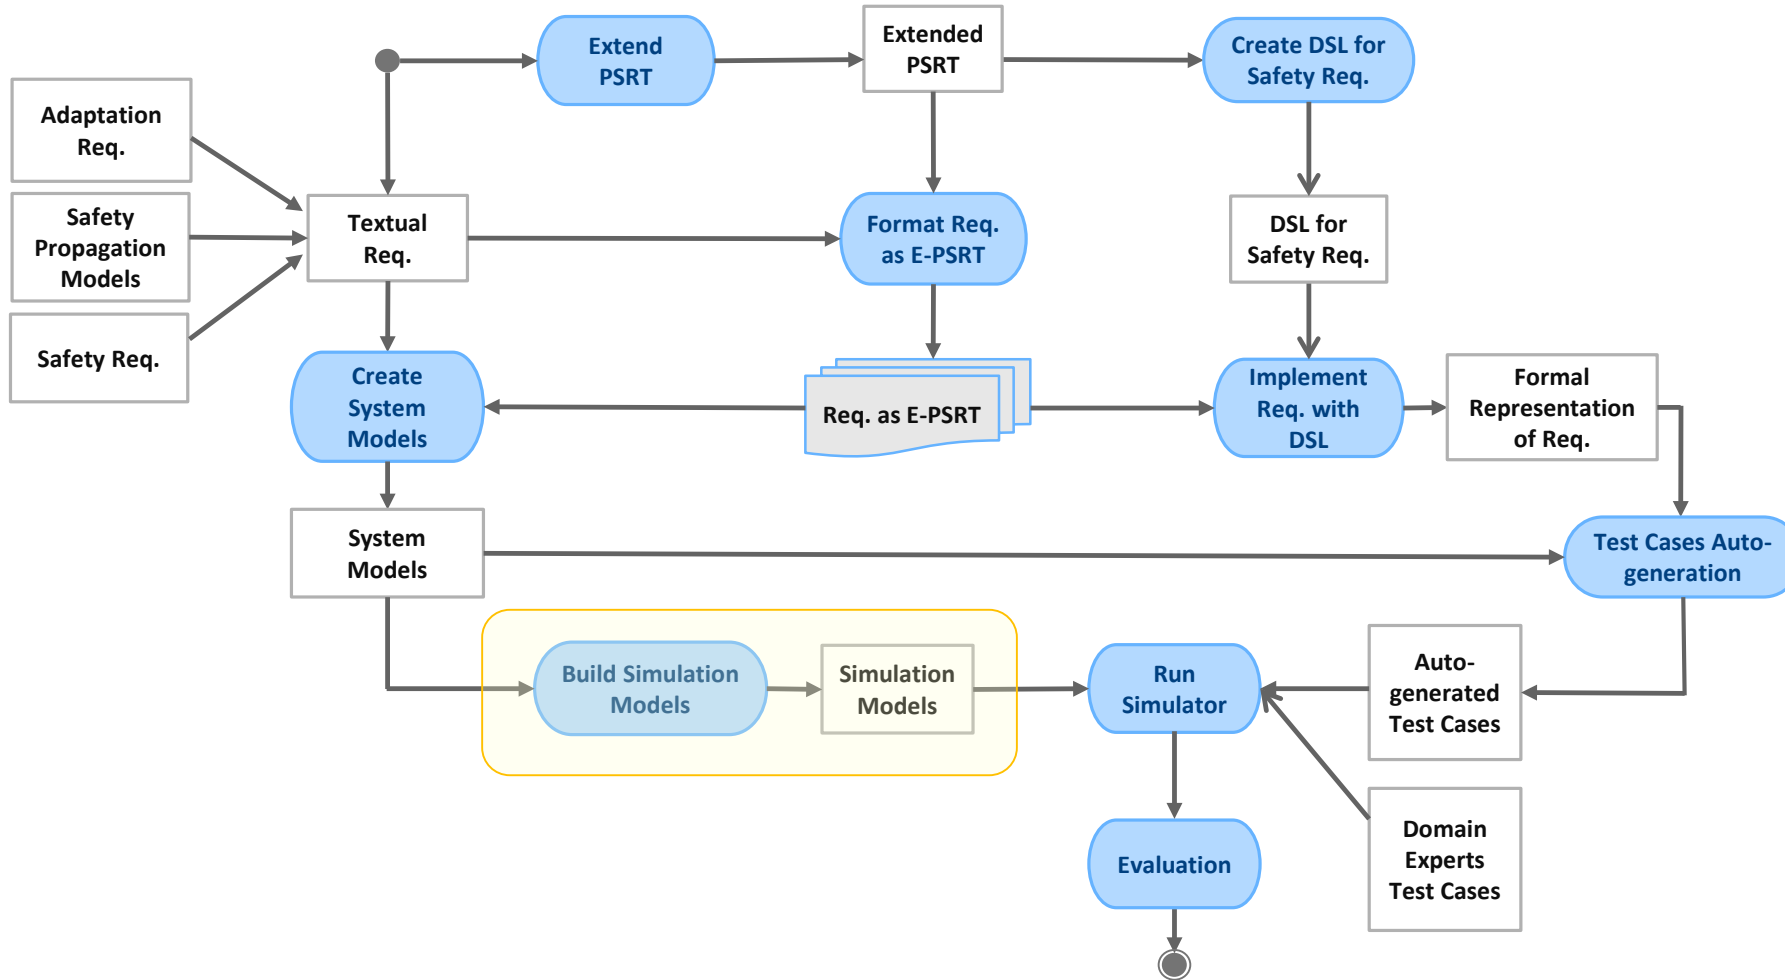 Extend
PSRT
Extended
PSRT
Create DSL for
Safety Req.
Adaptation
Req.
Safety
Propagation
Models
Safety Req.
Textual
Req.
Format Req.
as E-PSRT
DSL for
Safety Req.
Create
System
Models
Req. as E-PSRT
Implement
Req. with
DSL
Formal
Representation
of Req.
System
Models
Test Cases Auto-
generation
Build Simulation
Models
Simulation
Models
Run
Simulator
Auto-
generated
Test Cases
Evaluation
Domain
Experts
Test Cases